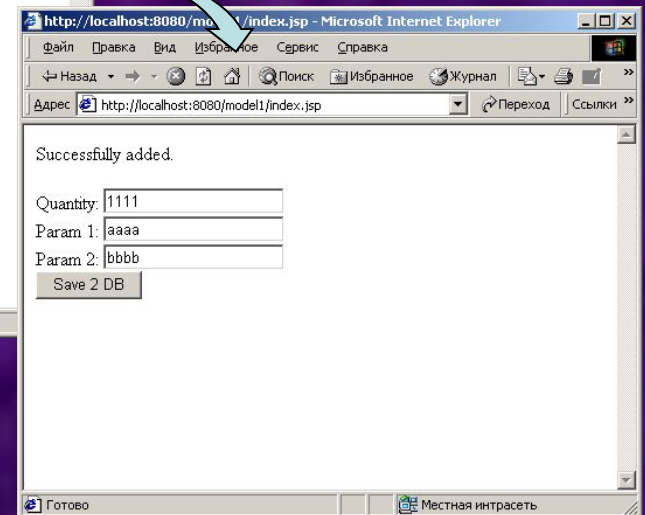 http://localhost:8080/mo 1/index.jsp - Microsoft Internet Explorer
Файл Правка Вид Сервис Справка
Назад Поиск Избранное Журнал »
Адрес http://localhost:8080/model1/index.jsp Переход Ссылки »
Successfully added.
Quantity: 1111
Param 1: aaaa
Param 2: bbbb
Save 2 DB
Готово Местная интрасеть